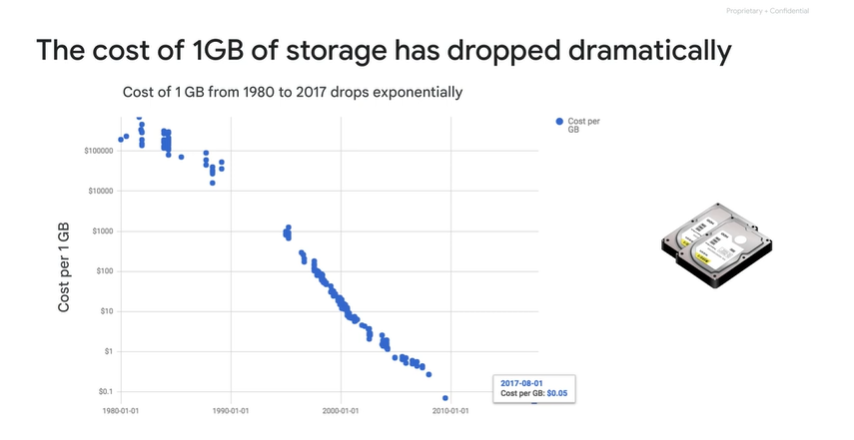 Proprietary + Confidential
The cost of 1GB of storage has dropped dramatically
Cost of 1 GB from 1980 to 2017 drops exponentially
Cost per
GB
Cost per 1 GB
$100000
$10000
$1000
$100
$10
$1
$0.1
2017-08-01
Cost per GB: $0.05
1980-01-01
1990-01-01
2000-01-01
2010-01-01